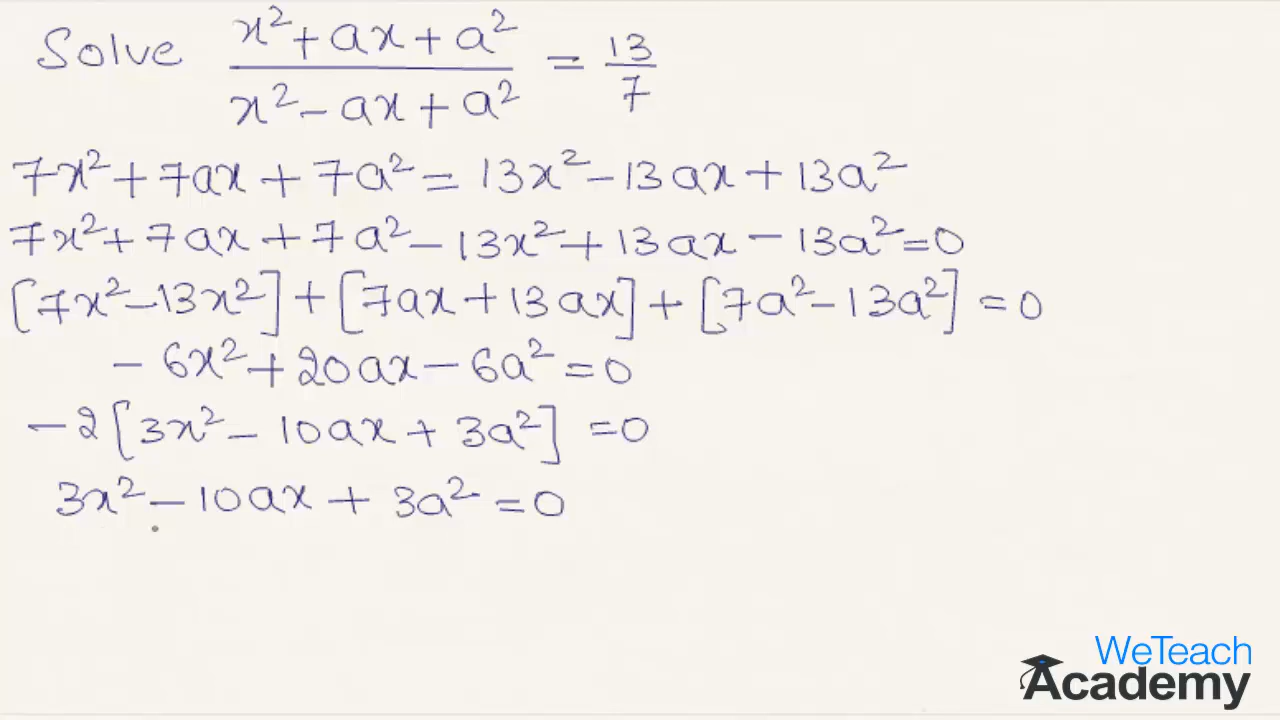 Solve (x² + ax + a²)/(x² - ax + a²) = 13/7
7x² + 7ax + 7a² = 13x² - 13ax + 13a²
7x² + 7ax + 7a² - 13x² + 13ax - 13a² = 0
[7x² - 13x²] + [7ax + 13ax] + [7a² - 13a²] = 0
- 6x² + 20ax - 6a² = 0
-2 [3x² - 10ax + 3a²] = 0
3x² - 10ax + 3a² = 0
WeTeach
Academy